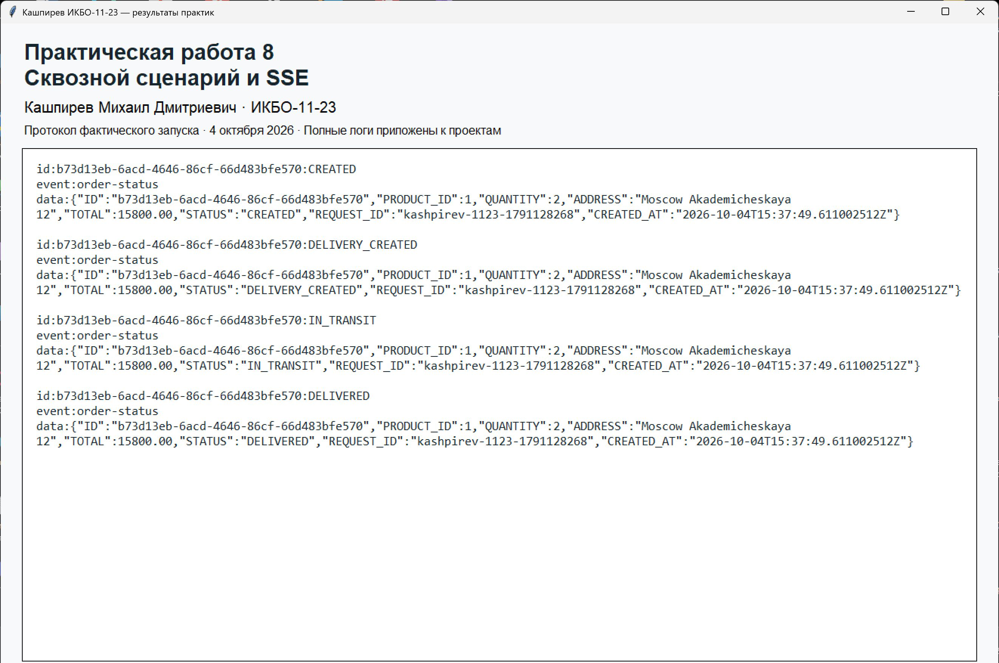 Кашпирев ИКБО-11-23 — результаты практик
Практическая работа 8
Сквозной сценарий и SSE
Кашпирев Михаил Дмитриевич · ИКБО-11-23
Протокол фактического запуска · 4 октября 2026 · Полные логи приложены к проектам
id:b73d13eb-6acd-4646-86cf-66d483bfe570:CREATED
event:order-status
data:{"ID":"b73d13eb-6acd-4646-86cf-66d483bfe570","PRODUCT_ID":1,"QUANTITY":2,"ADDRESS":"Moscow Akademicheskaya
12","TOTAL":15800.00,"STATUS":"CREATED","REQUEST_ID":"kashpirev-1123-1791128268","CREATED_AT":"2026-10-04T15:37:49.611002512Z"}
id:b73d13eb-6acd-4646-86cf-66d483bfe570:DELIVERY_CREATED
event:order-status
data:{"ID":"b73d13eb-6acd-4646-86cf-66d483bfe570","PRODUCT_ID":1,"QUANTITY":2,"ADDRESS":"Moscow Akademicheskaya
12","TOTAL":15800.00,"STATUS":"DELIVERY_CREATED","REQUEST_ID":"kashpirev-1123-1791128268","CREATED_AT":"2026-10-04T15:37:49.611002512Z"}
id:b73d13eb-6acd-4646-86cf-66d483bfe570:IN_TRANSIT
event:order-status
data:{"ID":"b73d13eb-6acd-4646-86cf-66d483bfe570","PRODUCT_ID":1,"QUANTITY":2,"ADDRESS":"Moscow Akademicheskaya
12","TOTAL":15800.00,"STATUS":"IN_TRANSIT","REQUEST_ID":"kashpirev-1123-1791128268","CREATED_AT":"2026-10-04T15:37:49.611002512Z"}
id:b73d13eb-6acd-4646-86cf-66d483bfe570:DELIVERED
event:order-status
data:{"ID":"b73d13eb-6acd-4646-86cf-66d483bfe570","PRODUCT_ID":1,"QUANTITY":2,"ADDRESS":"Moscow Akademicheskaya
12","TOTAL":15800.00,"STATUS":"DELIVERED","REQUEST_ID":"kashpirev-1123-1791128268","CREATED_AT":"2026-10-04T15:37:49.611002512Z"}